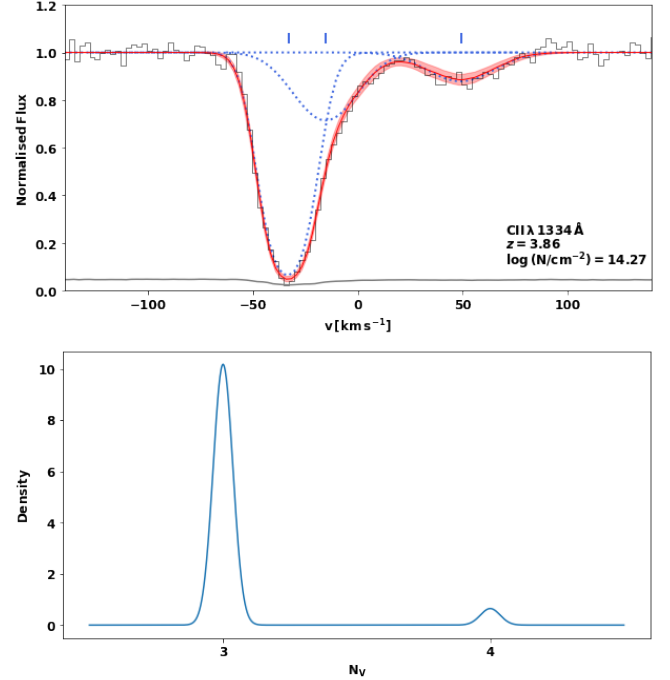 1.2
1.0
0.8
0.6
0.4
0.2
0.0
Normalised Flux
CII λ 1334 Å
z = 3.86
log (N/cm⁻²) = 14.27
−100 −50 0 50 100
v [km s⁻¹]
10
8
6
4
2
0
Density
3 4
N_V